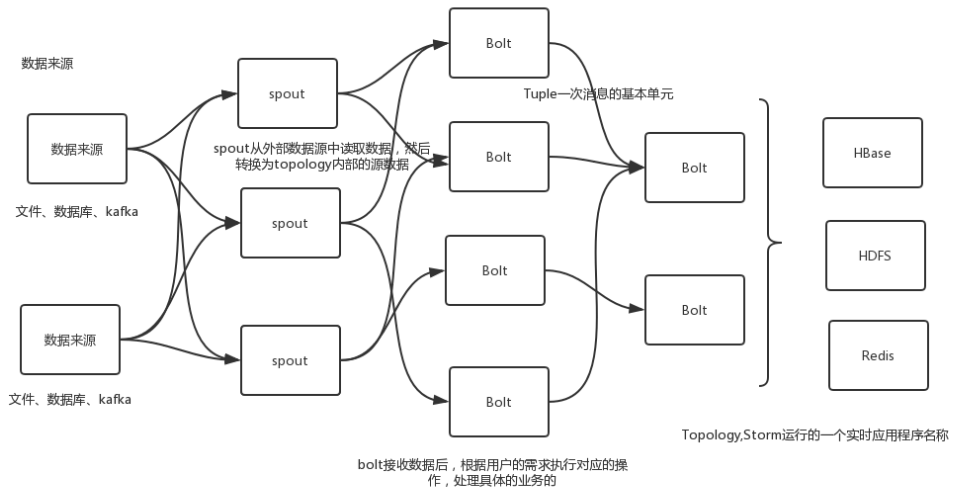 数据来源
数据来源
文件、数据库、kafka
数据来源
文件、数据库、kafka
spout
spout从外部数据源中读取数据，然后
转换为topology内部的源数据
spout
spout
Bolt
Tuple一次消息的基本单元
Bolt
Bolt
Bolt
bolt接收数据后，根据用户的需求执行对应的操
作，处理具体的业务的
Bolt
Bolt
HBase
HDFS
Redis
Topology,Storm运行的一个实时应用程序名称